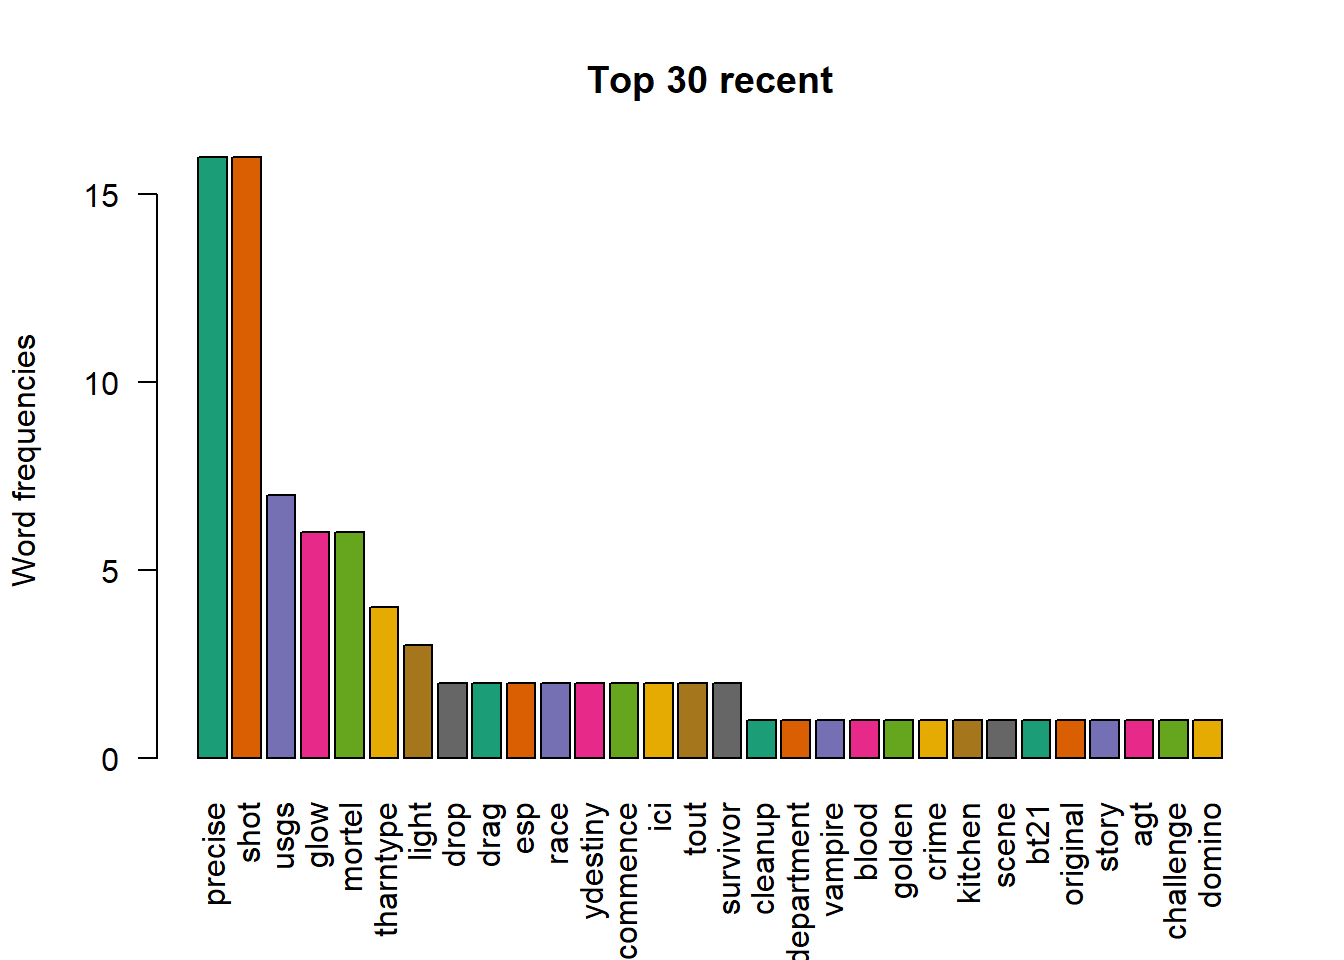 Top 30 recent
Word frequencies
15
10
5
0
precise
shot
usgs
glow
mortel
tharntype
light
drop
drag
esp
race
ydestiny
commence
ici
tout
survivor
cleanup
department
vampire
blood
golden
crime
kitchen
scene
bt21
original
story
agt
challenge
domino